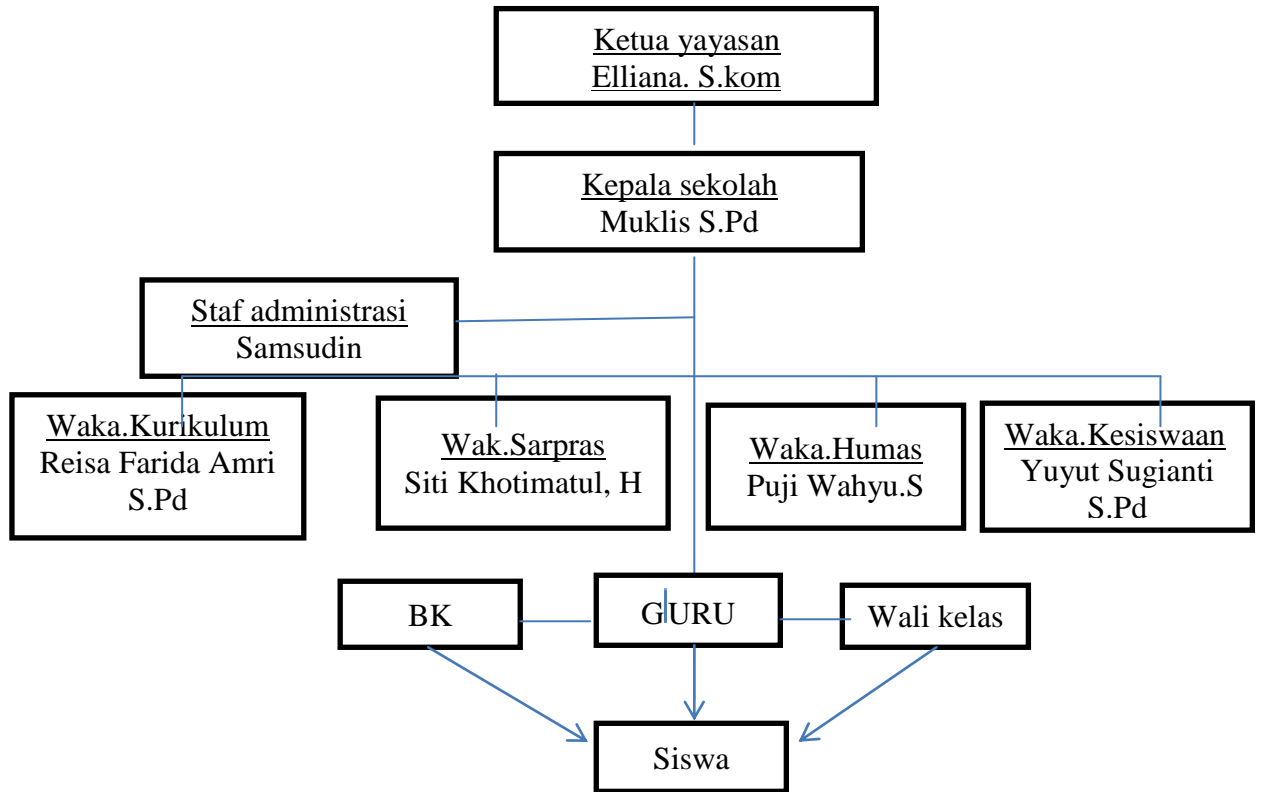 Ketua yayasan
Elliana. S.kom
Kepala sekolah
Muklis S.Pd
Staf administrasi
Samsudin
Waka.Kurikulum
Reisa Farida Amri
S.Pd
Wak.Sarpras
Siti Khotimatul, H
Waka.Humas
Puji Wahyu.S
Waka.Kesiswaan
Yuyut Sugianti
S.Pd
BK
GURU
Wali kelas
Siswa